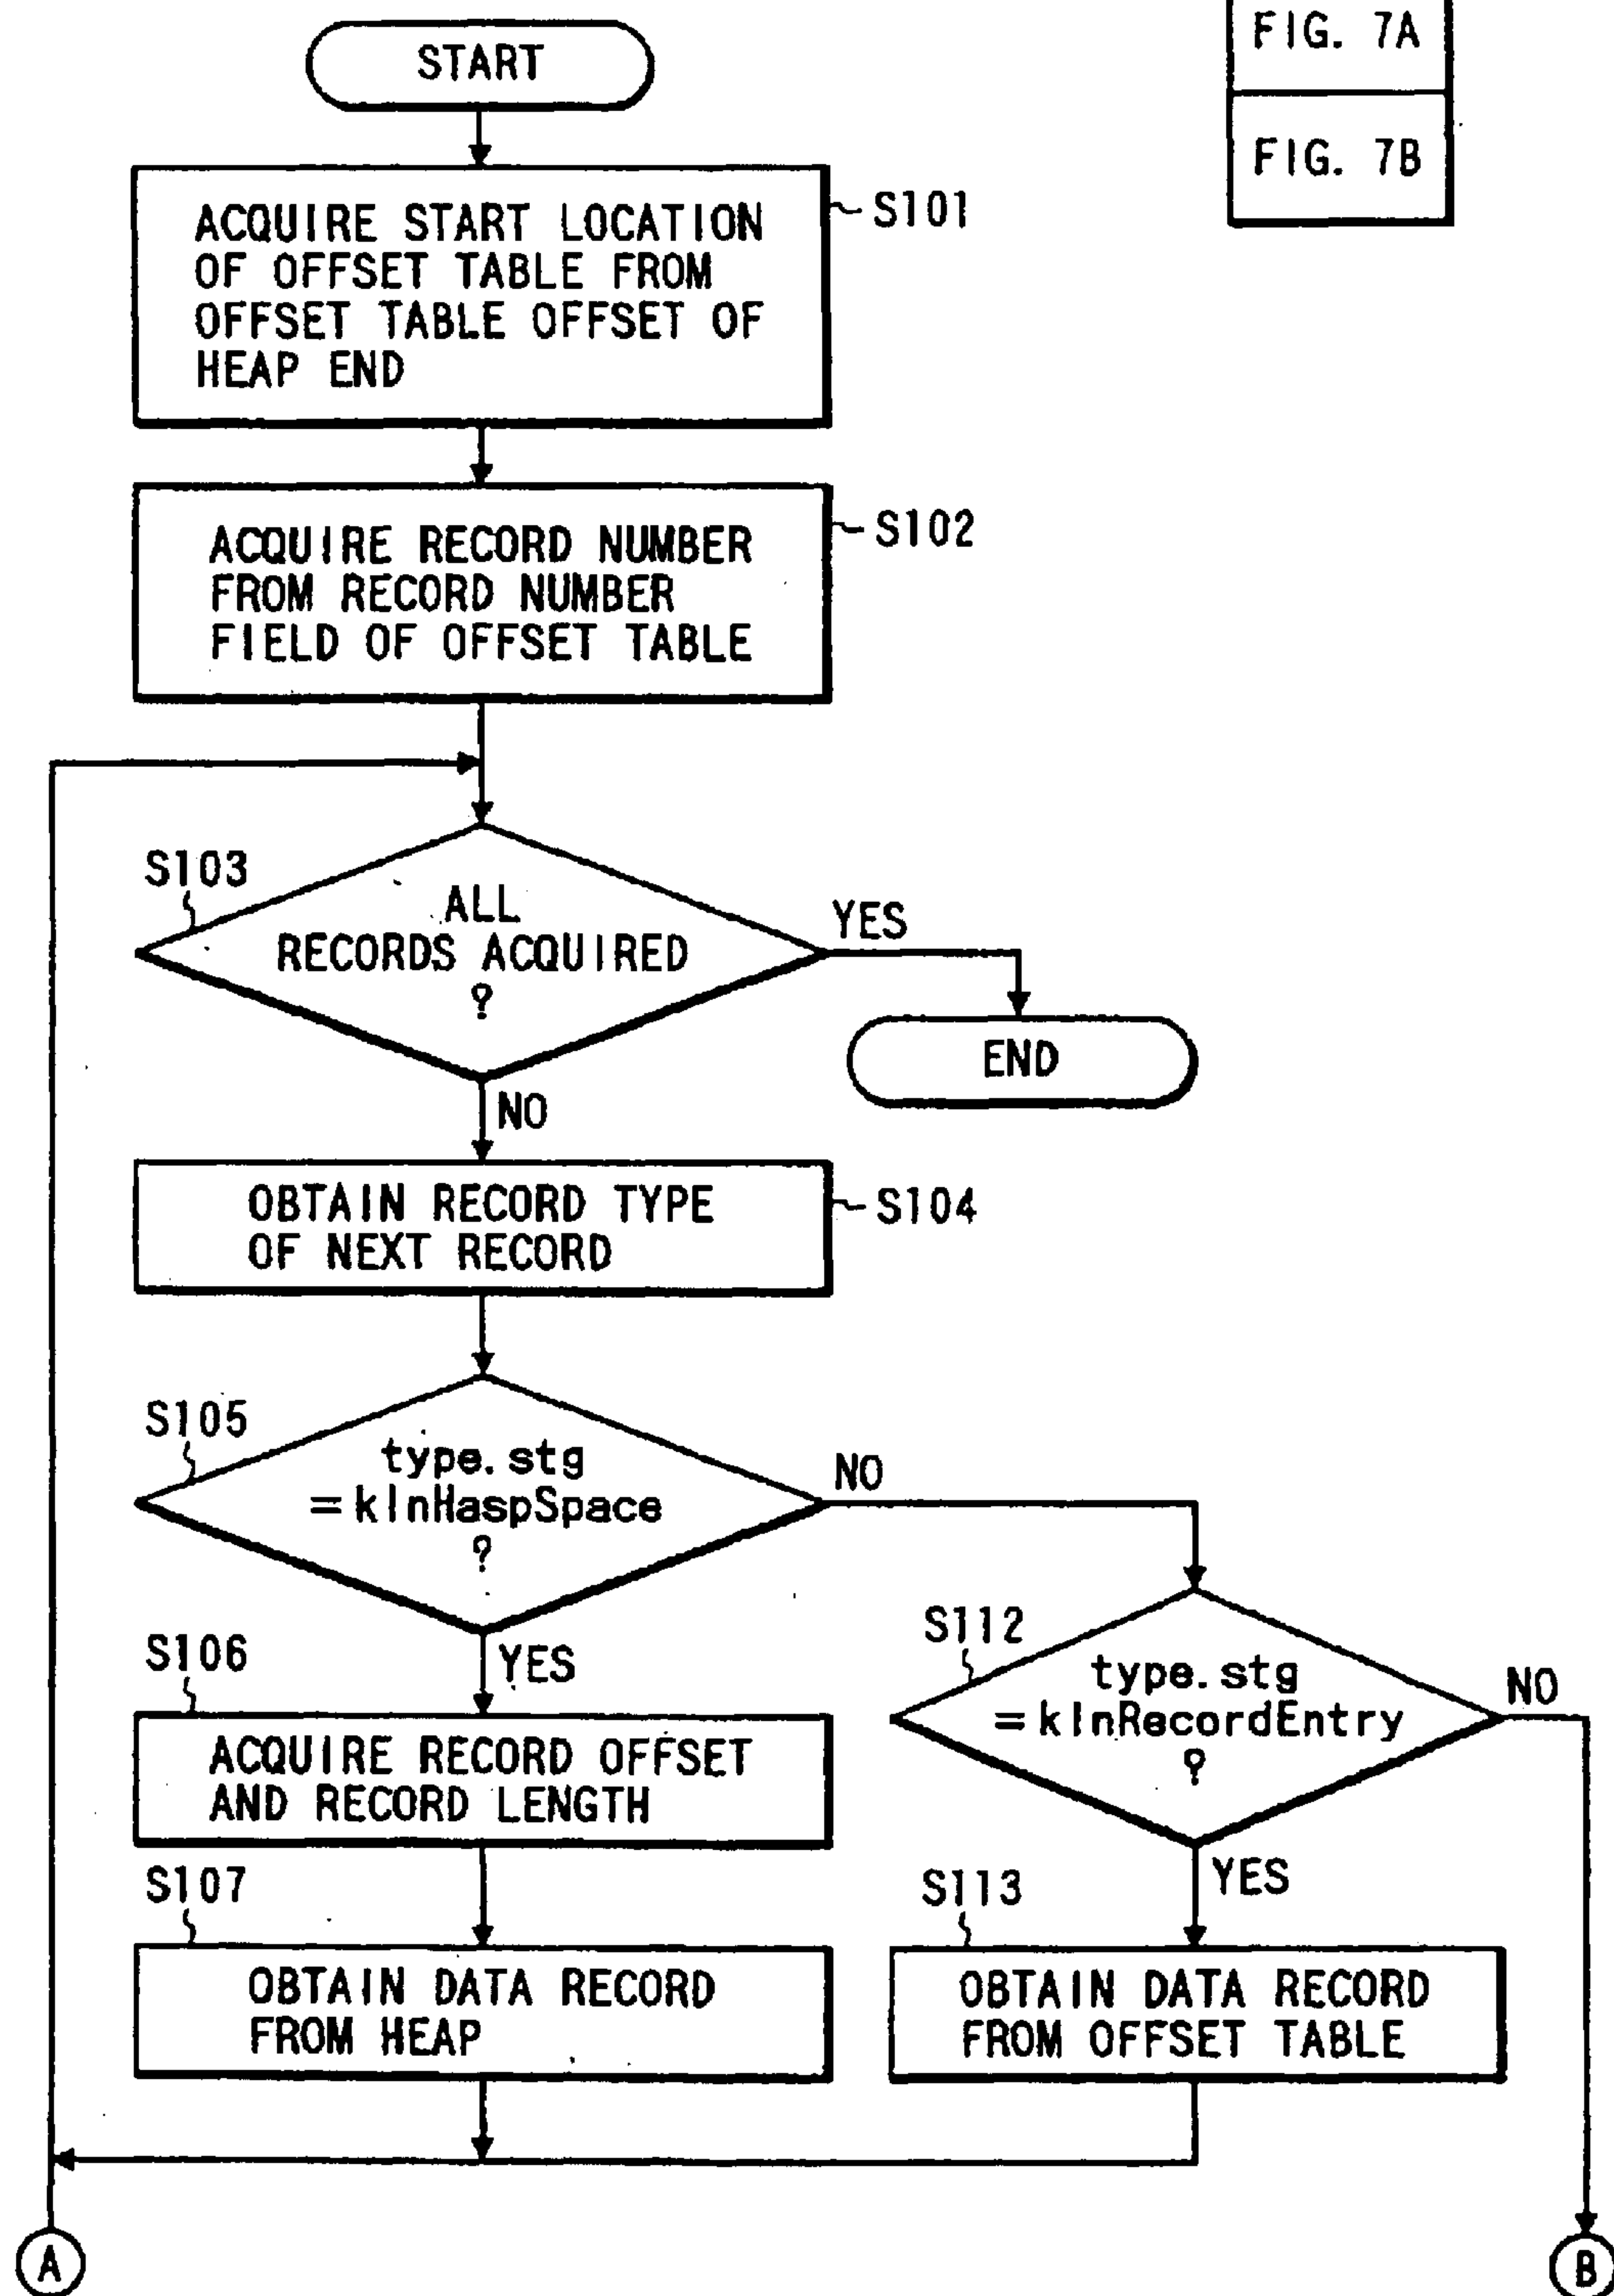 FIG. 7A
FIG. 7B
START
ACQUIRE START LOCATION
OF OFFSET TABLE FROM
OFFSET TABLE OFFSET OF
HEAP END
S101
ACQUIRE RECORD NUMBER
FROM RECORD NUMBER
FIELD OF OFFSET TABLE
S102
S103
ALL
RECORDS ACQUIRED
?
YES
END
NO
OBTAIN RECORD TYPE
OF NEXT RECORD
S104
S105
type.stg
=kInHaspSpace
?
NO
YES
S112
type.stg
=kInRecordEntry
?
NO
S106
ACQUIRE RECORD OFFSET
AND RECORD LENGTH
YES
S107
OBTAIN DATA RECORD
FROM HEAP
S113
OBTAIN DATA RECORD
FROM OFFSET TABLE
A
B